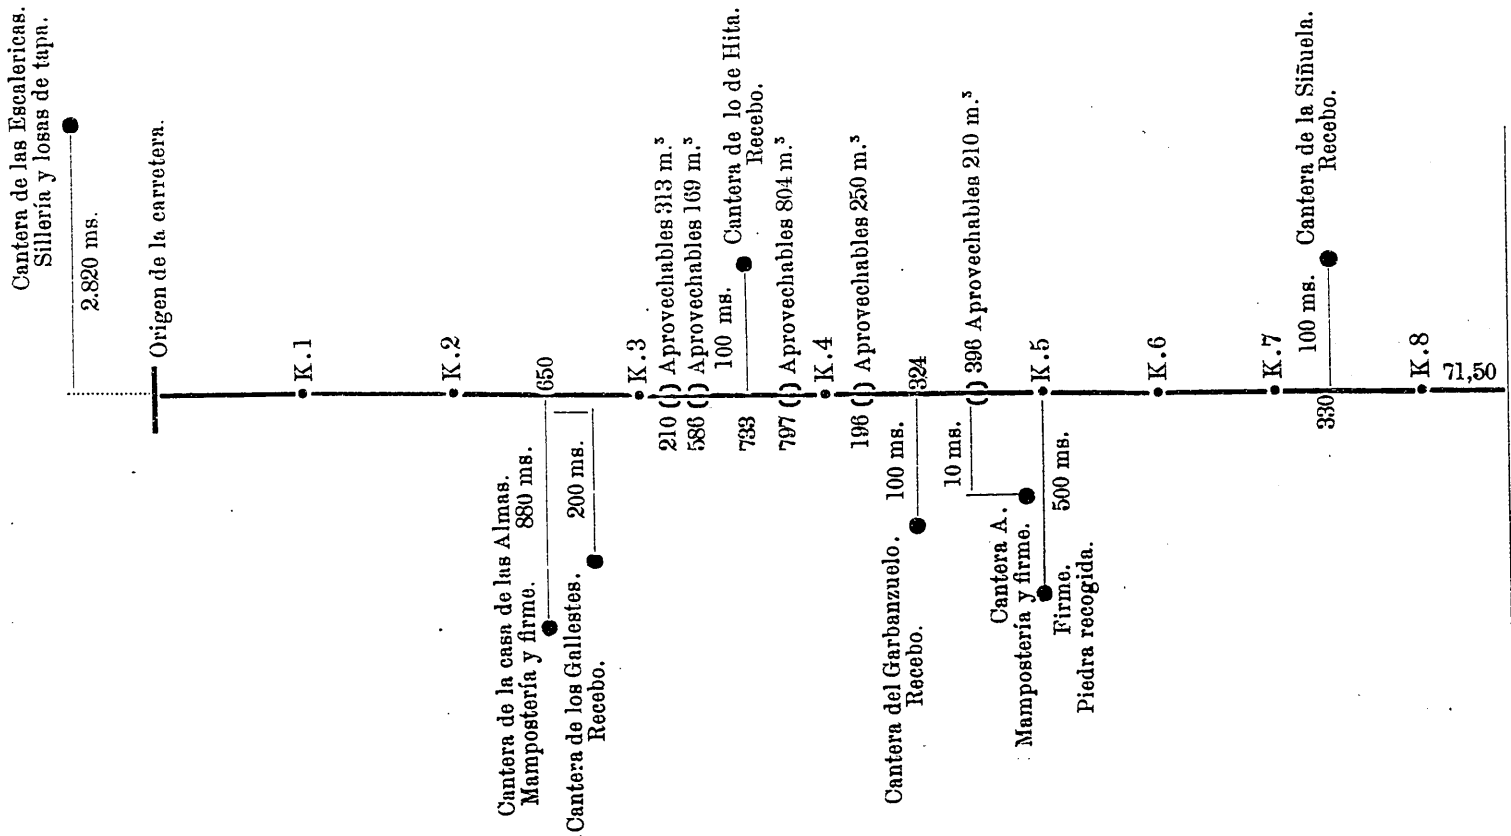 Cantera de las Escalericas.
Sillería y losas de tapa.
2.820 ms.
Origen de la carretera.
K.1
K.2
650
Cantera de la casa de las Almas.
Mampostería y firme.
880 ms.
Cantera de los Gallestes.
Recebo.
200 ms.
K.3
210 () Aprovechables 313 m.³
586 () Aprovechables 169 m.³
733
100 ms.
Cantera de lo de Hita.
Recebo.
797 () Aprovechables 804 m.³
K.4
196 () Aprovechables 250 m.³
324
100 ms.
Cantera del Garbanzuelo.
Recebo.
() 396 Aprovechables 210 m.³
10 ms.
Cantera A.
Mampostería y firme.
K.5
500 ms.
Firme.
Piedra recogida.
K.6
K.7
330
100 ms.
Cantera de la Siñuela.
Recebo.
K.8
71,50